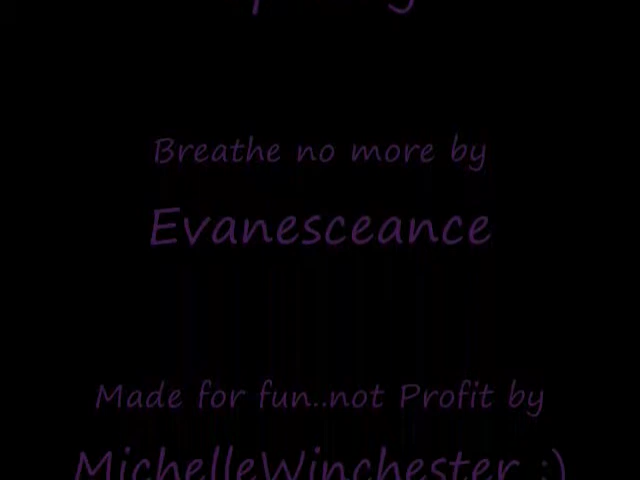 Breathe no more by
Evanesceance
Made for fun..not Profit by
MichelleWinchester :)